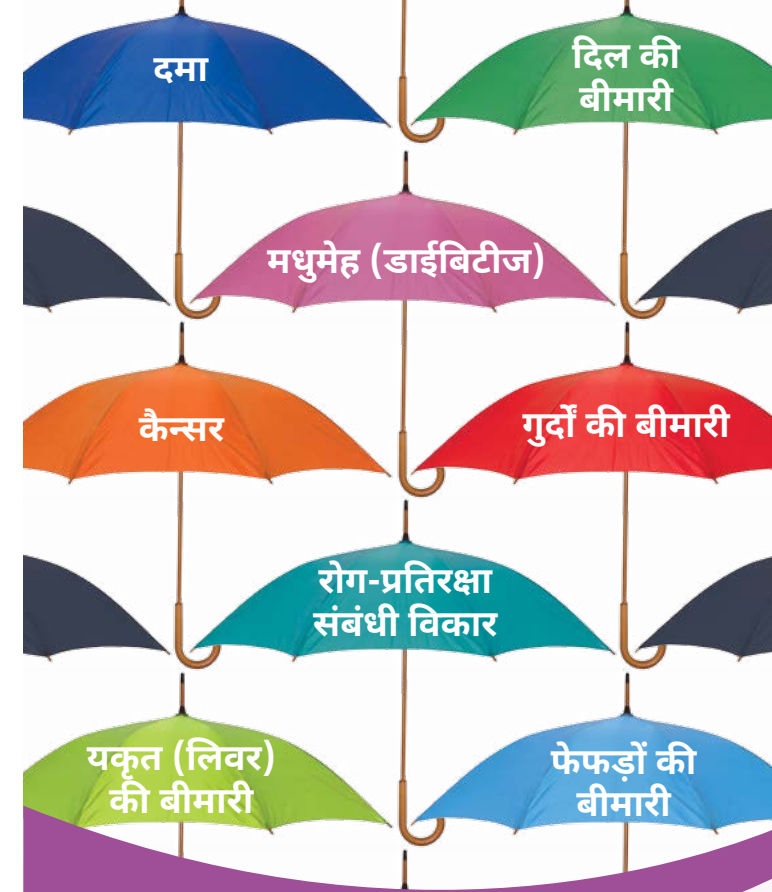 दमा
दिल की
बीमारी
मधुमेह (डाईबिटीज)
कैन्सर
गुर्दों की बीमारी
रोग-प्रतिरक्षा
संबंधी विकार
यकृत (लिवर)
की बीमारी
फेफड़ों की
बीमारी